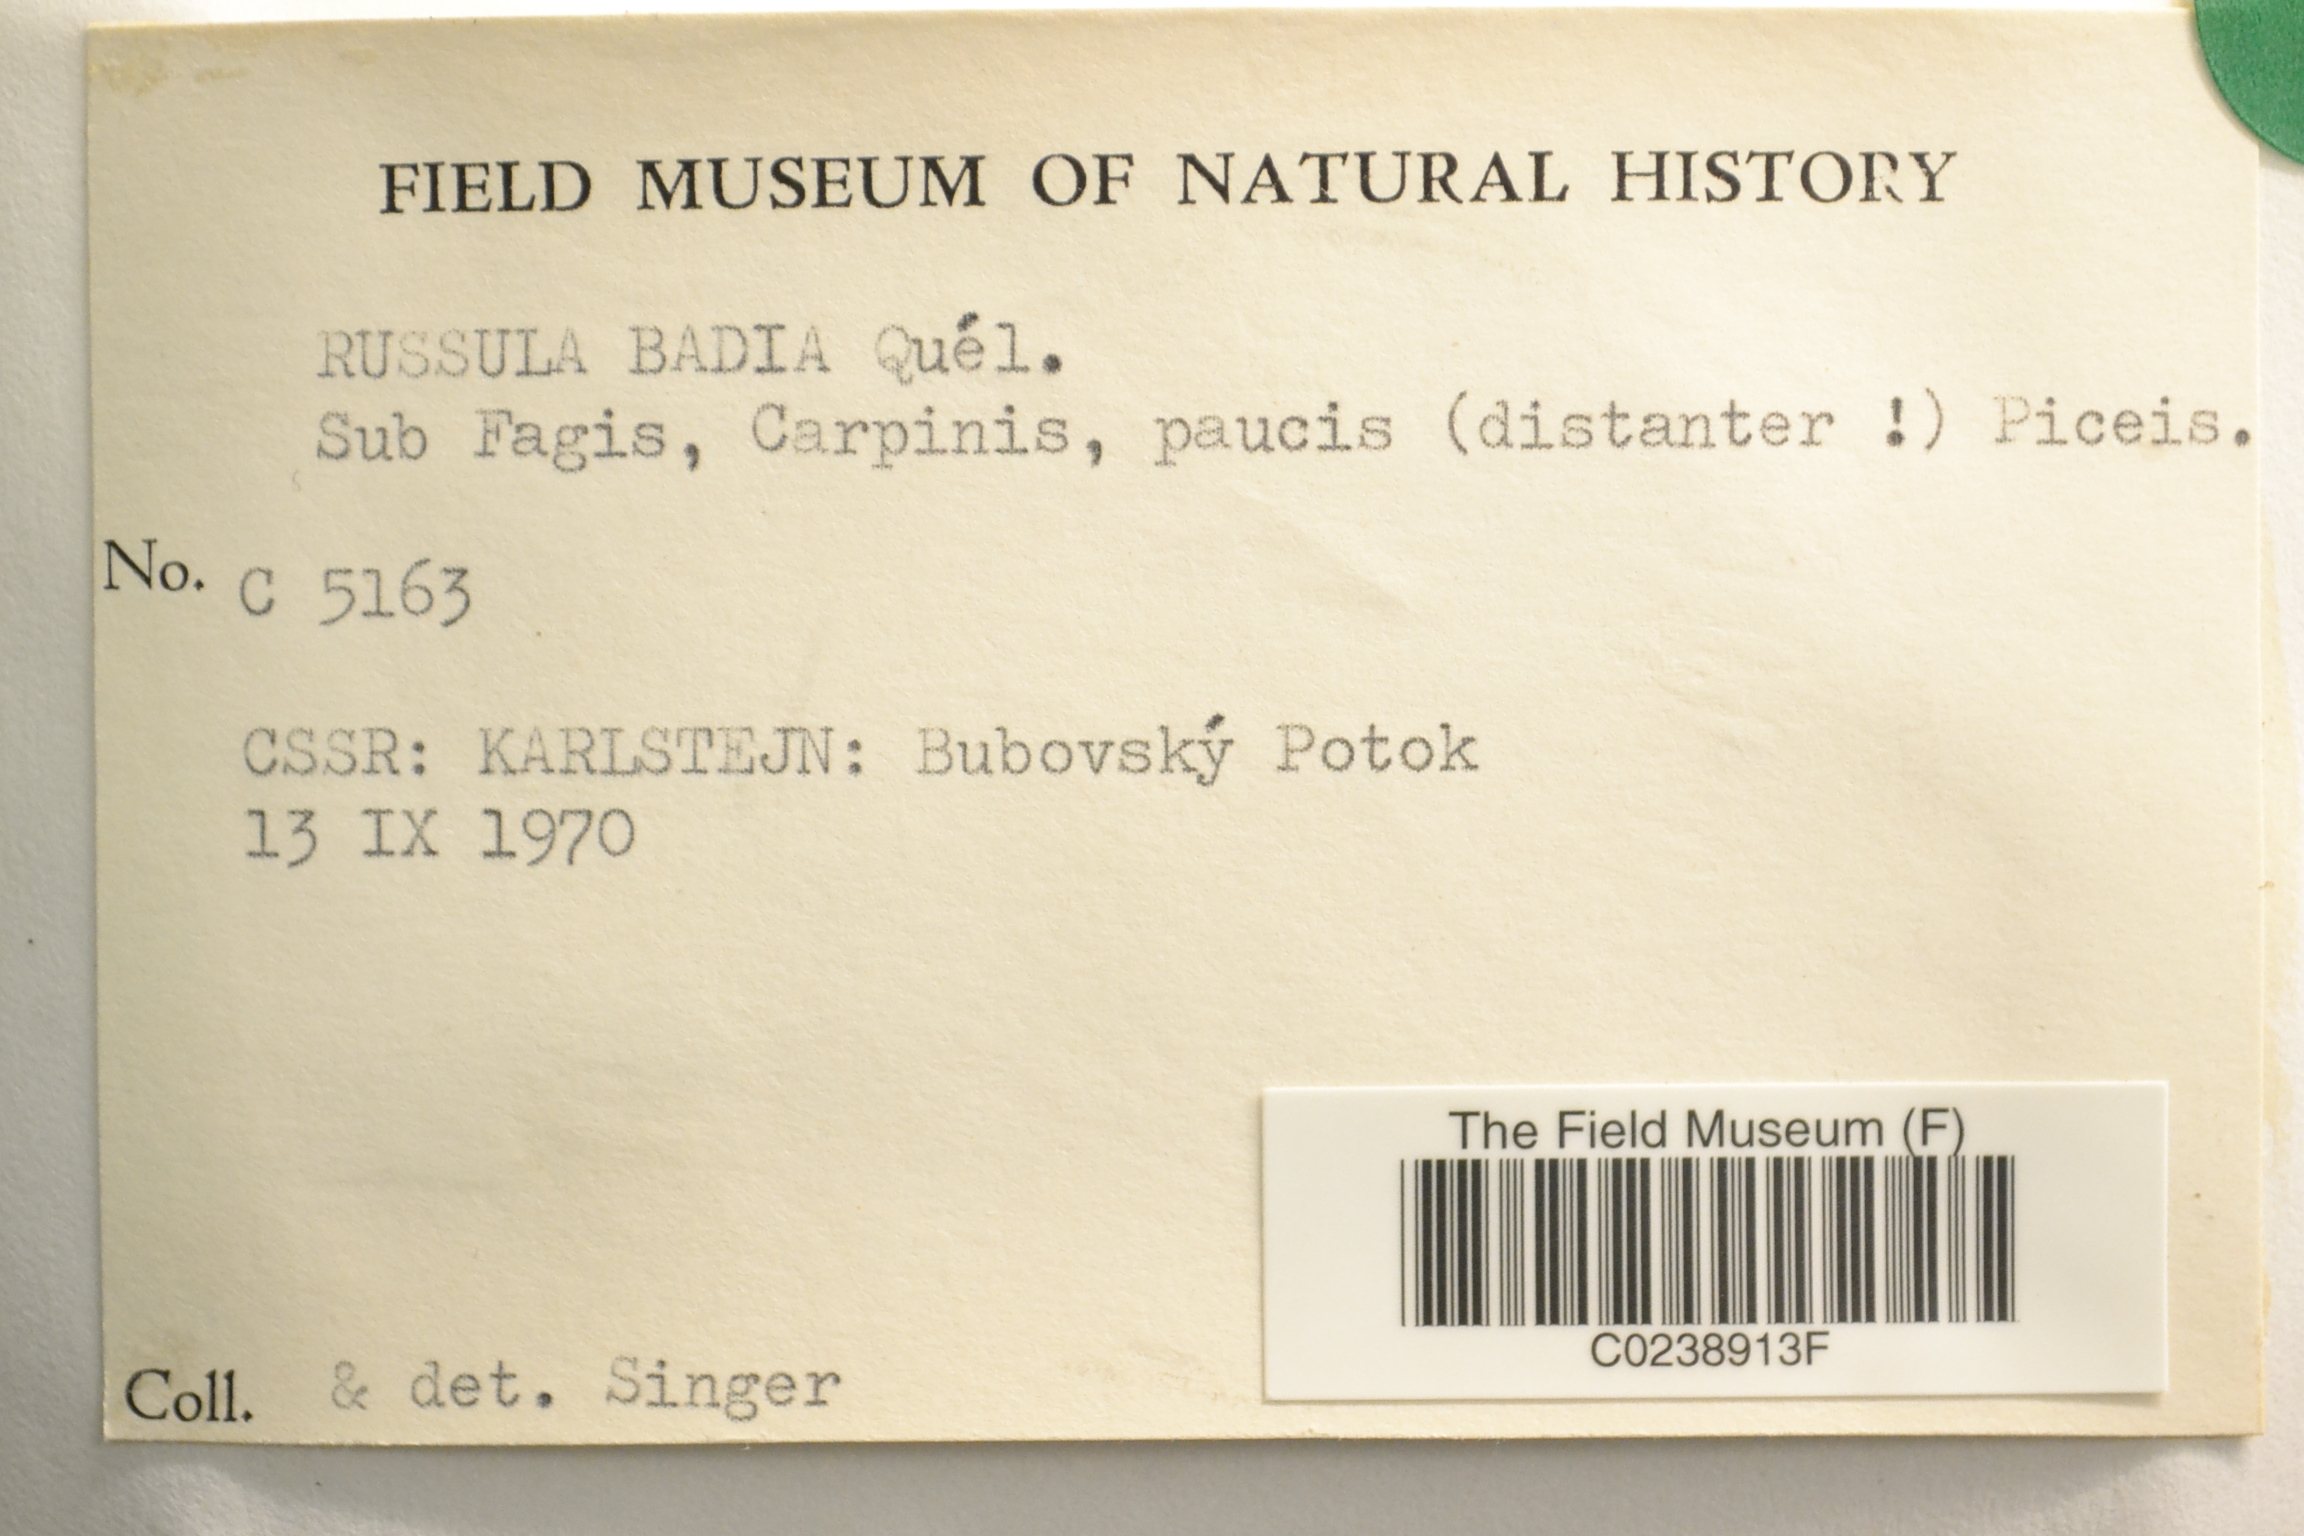 FIELD MUSEUM OF NATURAL HISTORY
RUSSULA BADIA Quél.
Sub Fagis, Carpinis, paucis (distanter !) Piceis.
No. C 5163
CSSR: KARLSTEJN: Bubovský Potok
13 IX 1970
The Field Museum (F)
C0238913F
Coll. & det. Singer